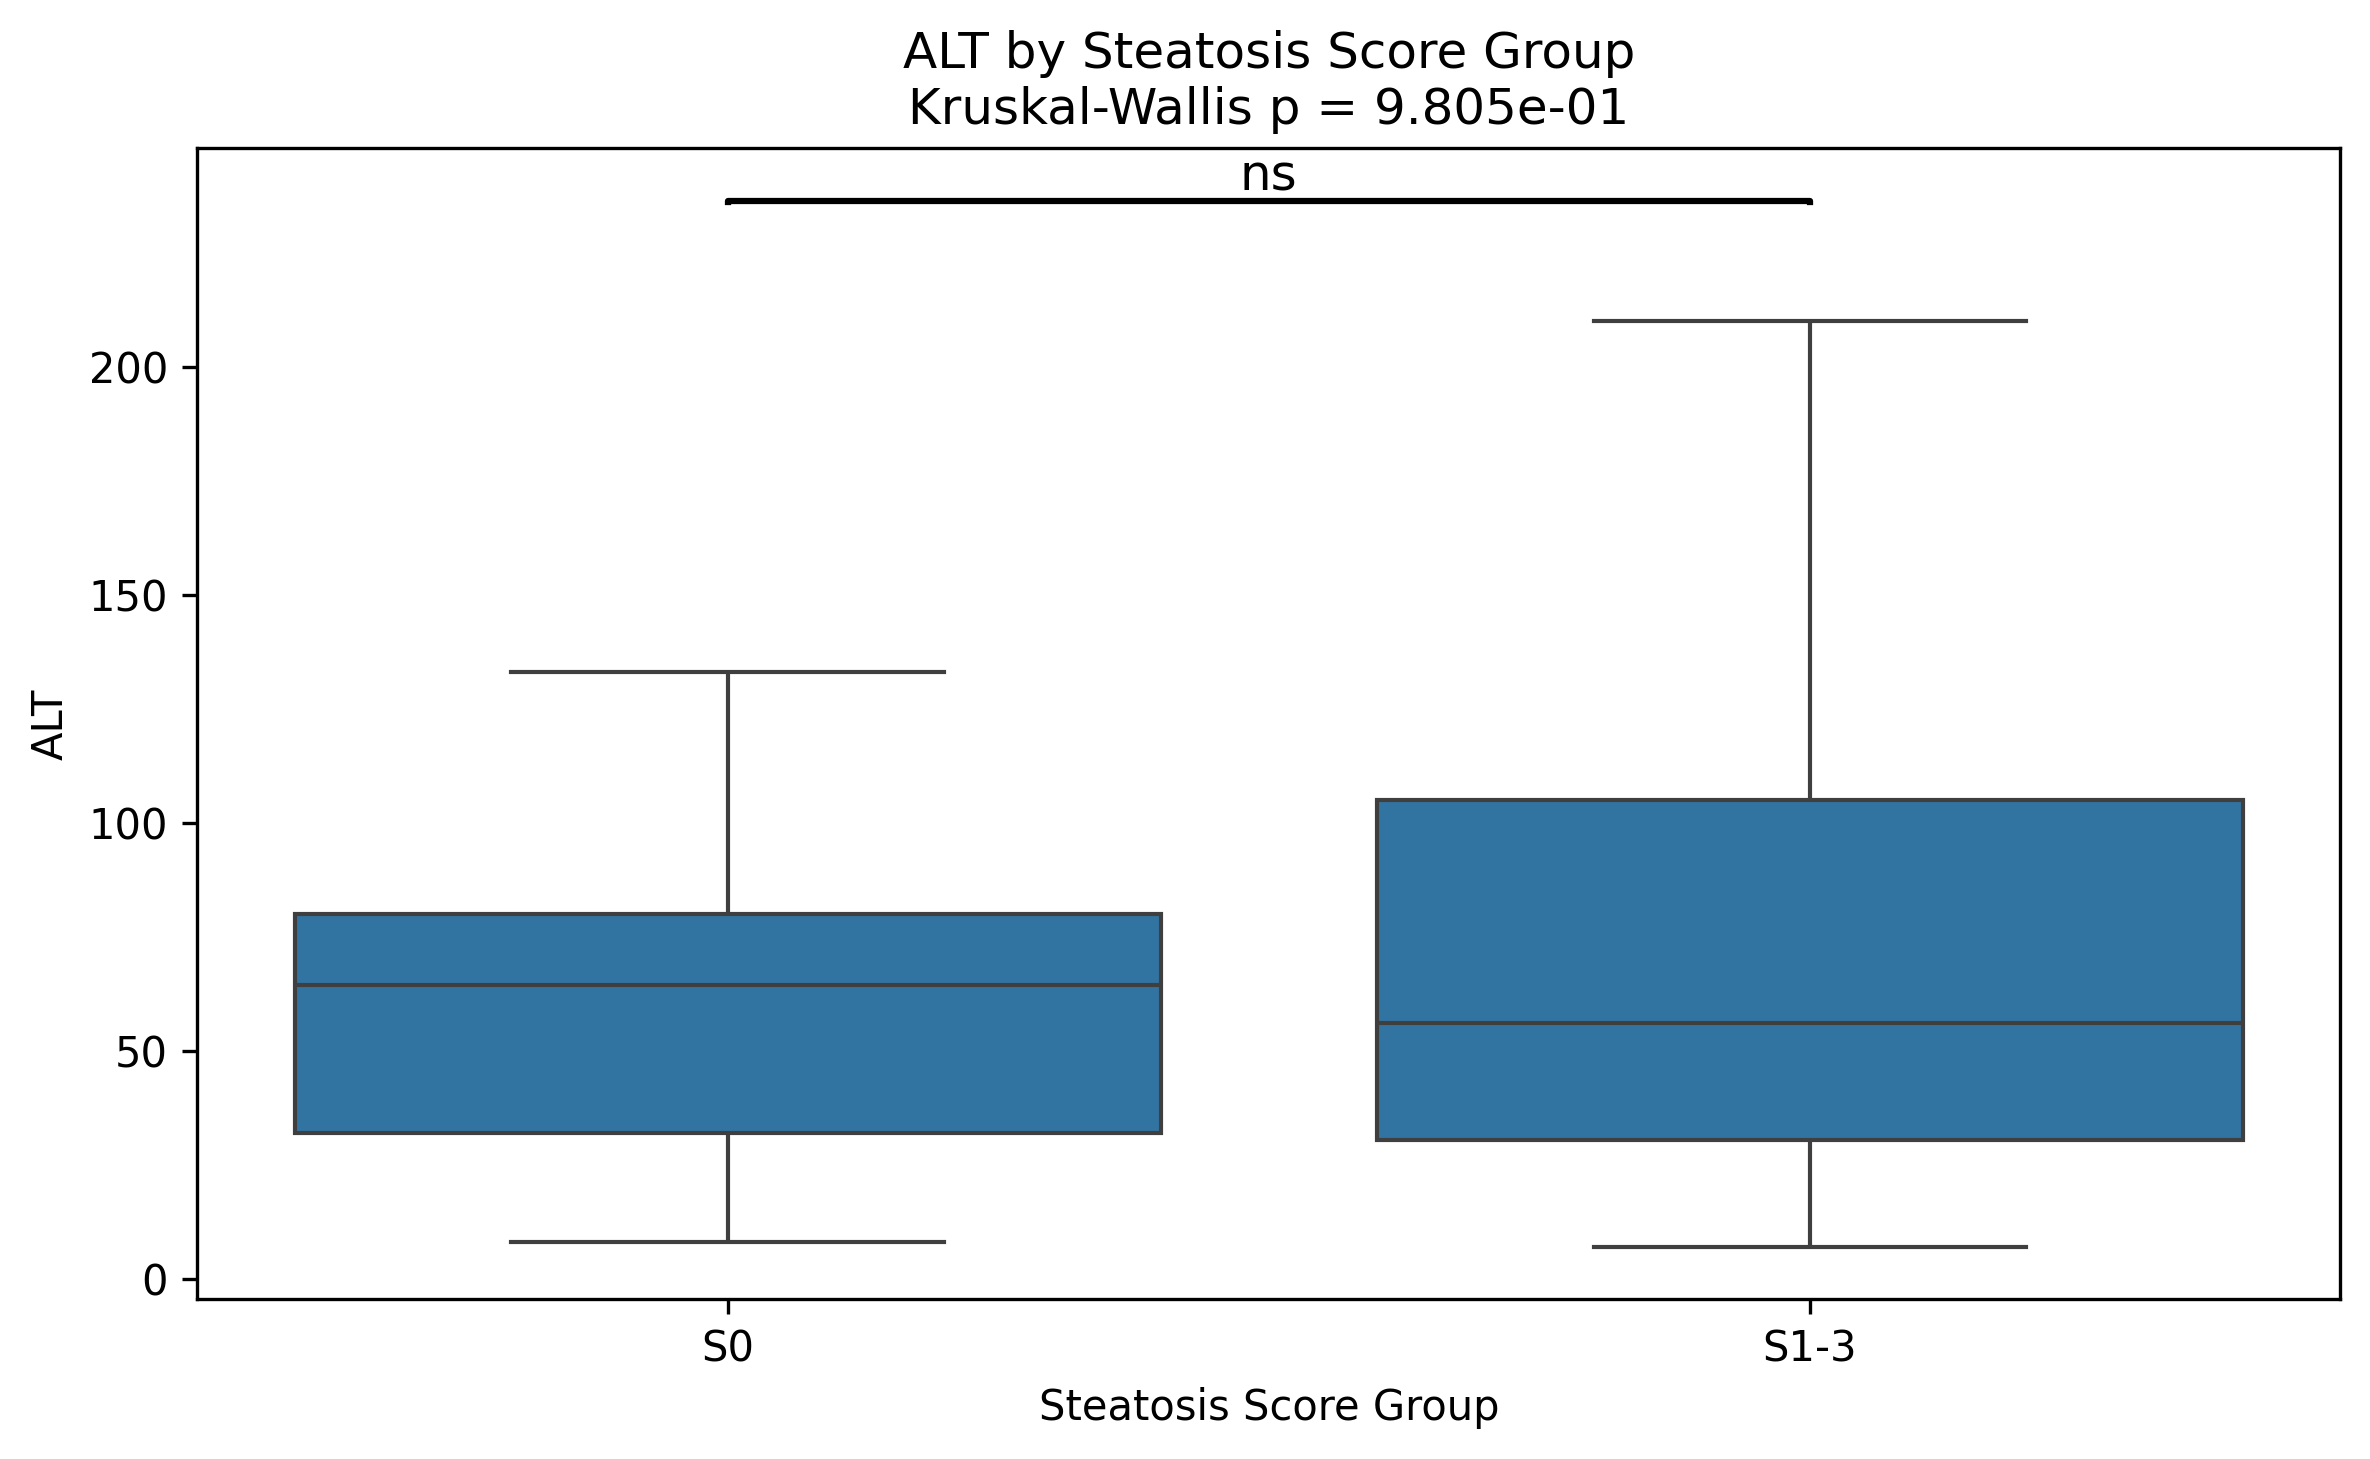 ALT by Steatosis Score Group
Kruskal-Wallis p = 9.805e-01
ns
200
150
100
50
0
ALT
S0
S1-3
Steatosis Score Group